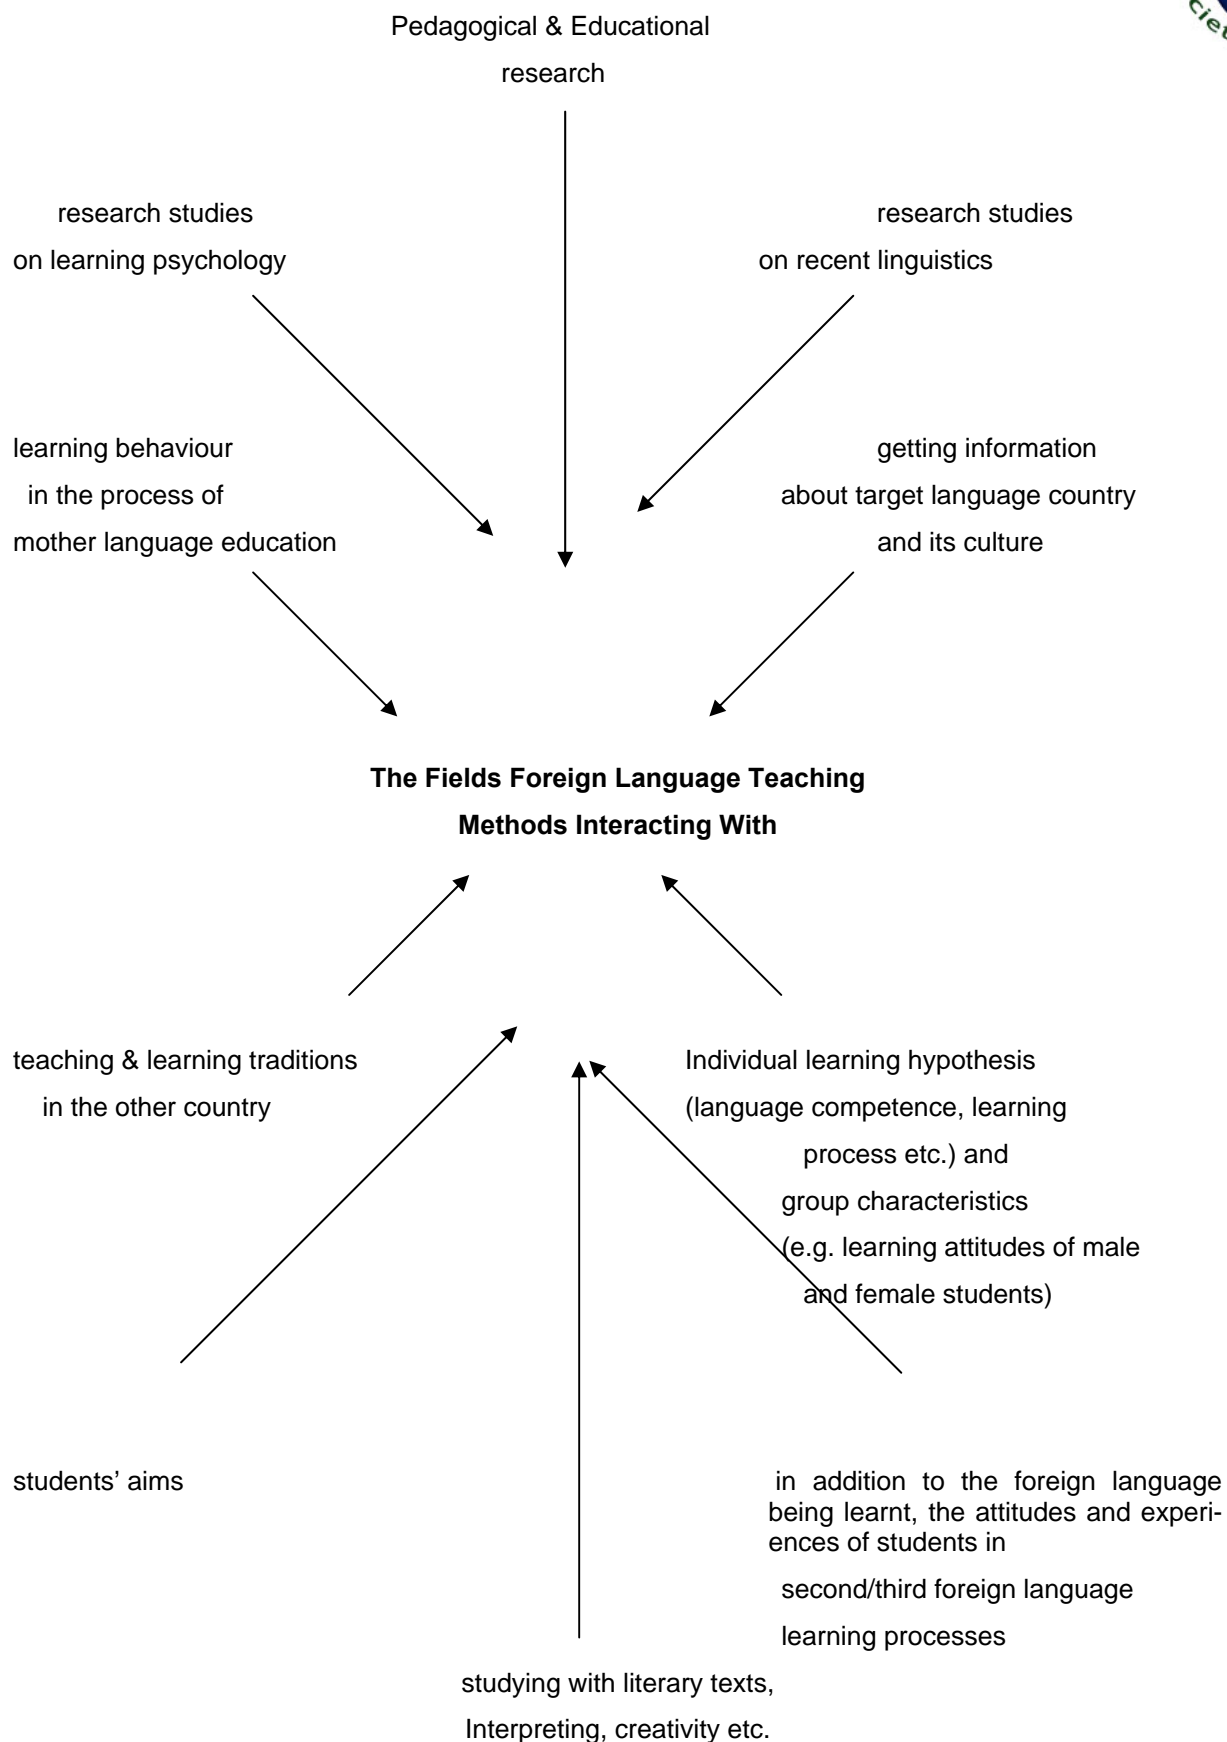 Pedagogical & Educational
research
research studies
on learning psychology
research studies
on recent linguistics
learning behaviour
in the process of
mother language education
getting information
about target language country
and its culture
The Fields Foreign Language Teaching
Methods Interacting With
teaching & learning traditions
in the other country
Individual learning hypothesis
(language competence, learning
process etc.) and
group characteristics
(e.g. learning attitudes of male
and female students)
students’ aims
in addition to the foreign language
being learnt, the attitudes and experi-
ences of students in
second/third foreign language
learning processes
studying with literary texts,
Interpreting, creativity etc.